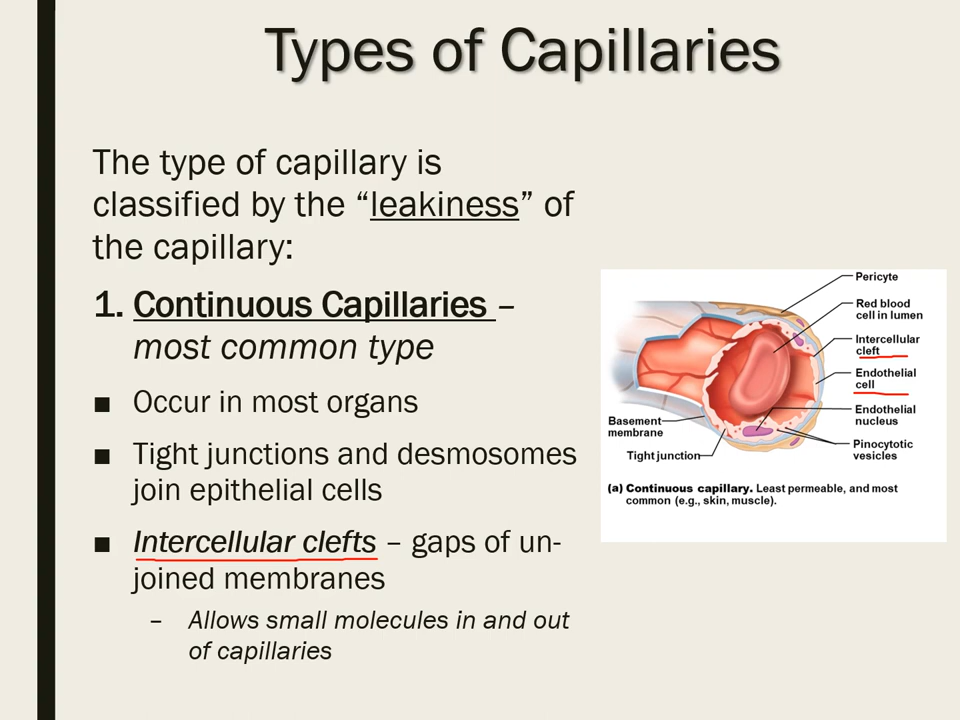 Types of Capillaries
The type of capillary is
classified by the “leakiness” of
the capillary:
1. Continuous Capillaries –
most common type
■ Occur in most organs
■ Tight junctions and desmosomes
join epithelial cells
■ Intercellular clefts – gaps of un-
joined membranes
– Allows small molecules in and out
of capillaries
Pericyte
Red blood
cell in lumen
Intercellular
cleft
Endothelial
cell
Endothelial
nucleus
Pinocytotic
vesicles
Basement
membrane
Tight junction
(a) Continuous capillary. Least permeable, and most
common (e.g., skin, muscle).